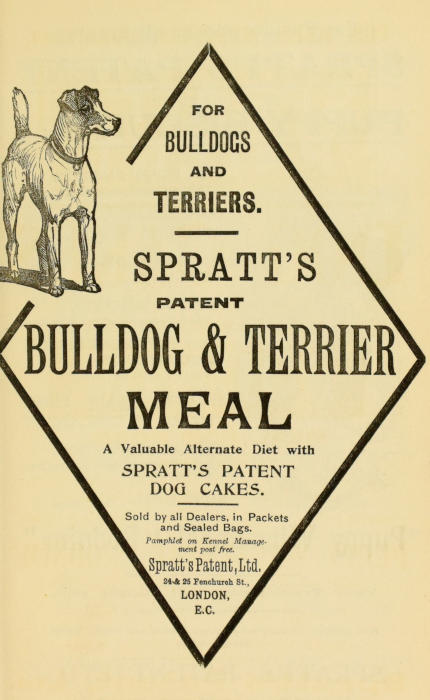 FOR
BULLDOGS
AND
TERRIERS.
SPRATT'S
PATENT
BULLDOG & TERRIER
MEAL
A Valuable Alternate Diet with
SPRATT'S PATENT
DOG CAKES.
Sold by all Dealers, in Packets
and Sealed Bags.
Pamphlet on Kennel Manage-
ment post free.
Spratt's Patent, Ltd.
24 & 25 Fenchurch St.,
LONDON,
E.C.